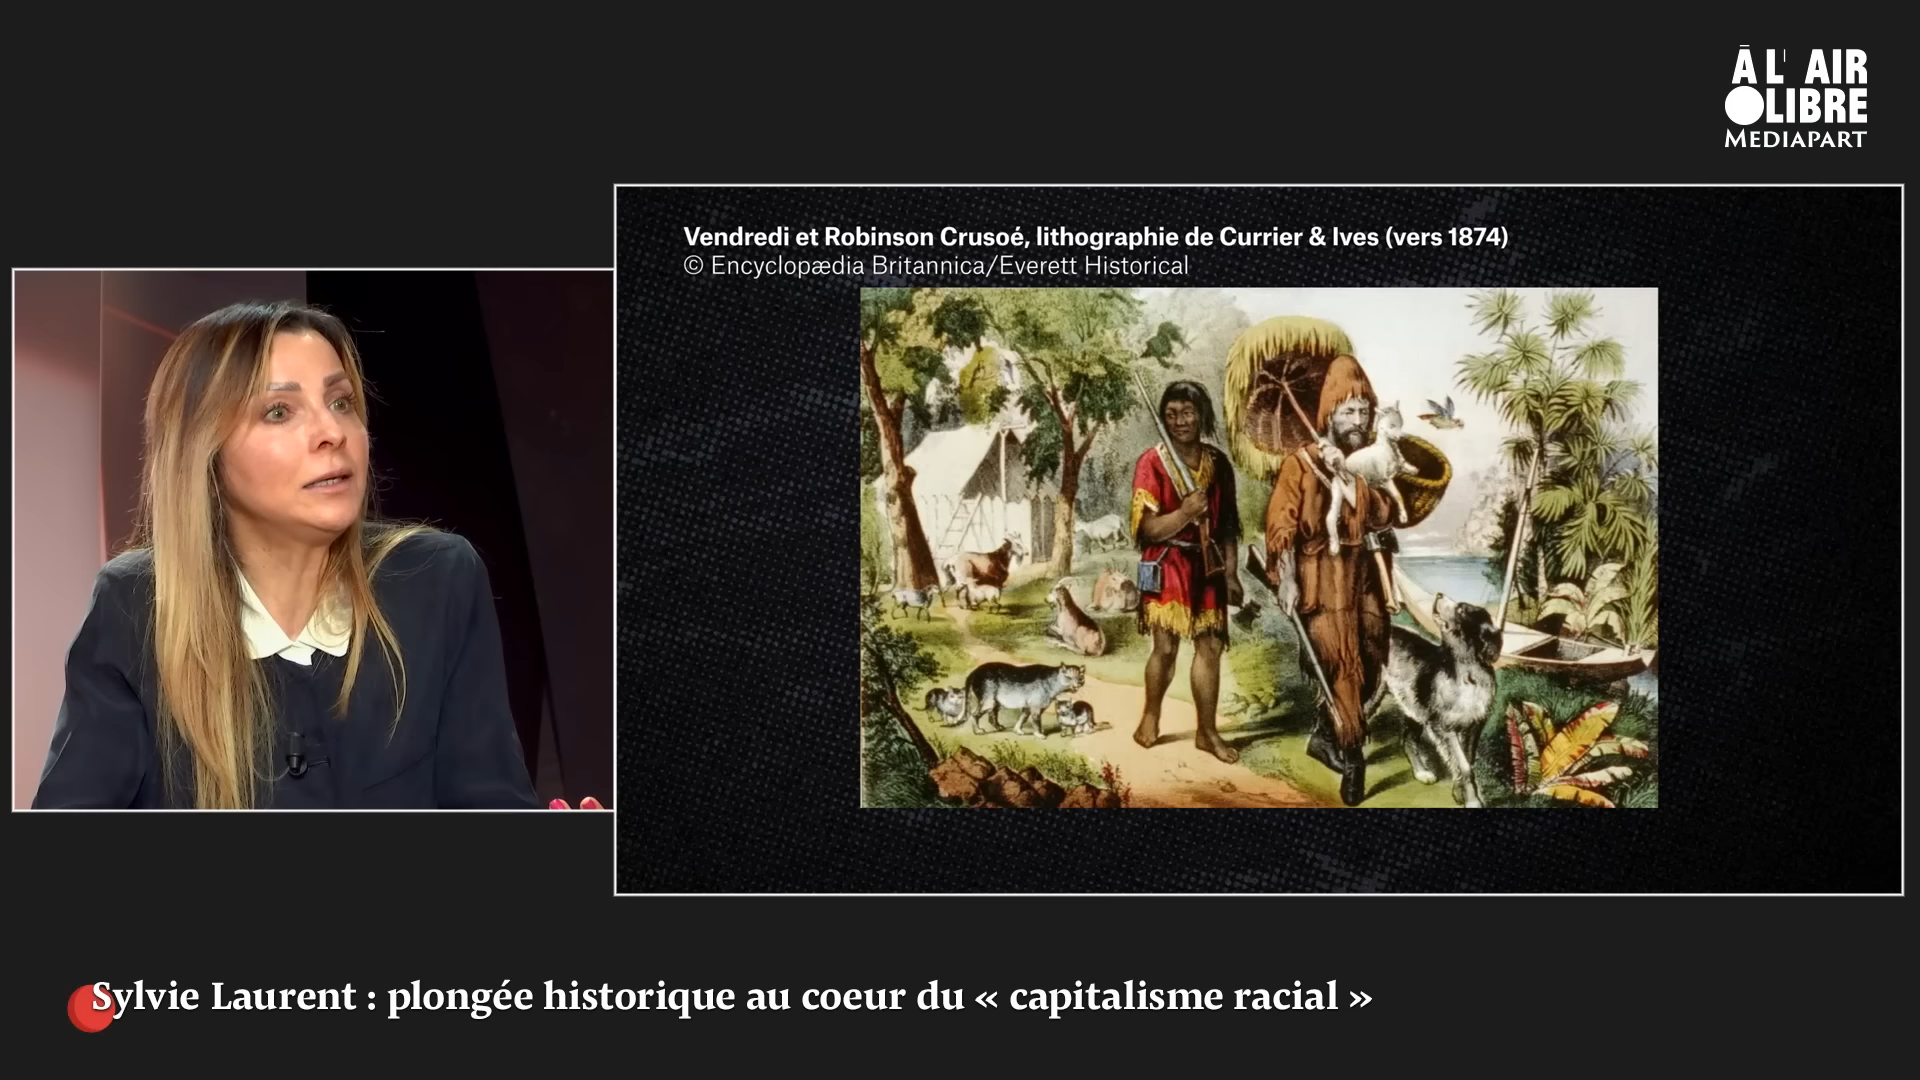 À L' AIR
LIBRE
MEDIAPART
Vendredi et Robinson Crusoé, lithographie de Currier & Ives (vers 1874)
© Encyclopædia Britannica/Everett Historical
Sylvie Laurent : plongée historique au coeur du « capitalisme racial »